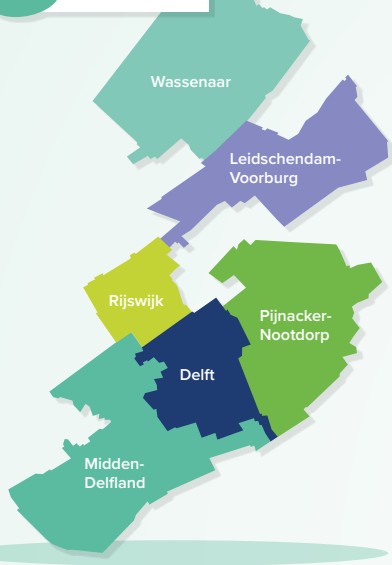 Wassenaar
Leidschendam-
Voorburg
Rijswijk
Pijnacker-
Nootdorp
Delft
Midden-
Delfland